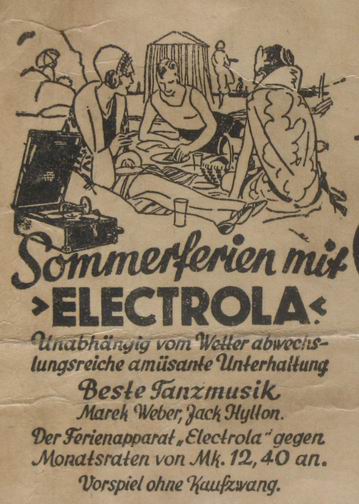 Sommerferien mit
>ELECTROLA<
Unabhängig vom Wetter abwechs-
lungsreiche amüsante Unterhaltung
Beste Tanzmusik
Marek Weber, Jack Hylton.
Der Ferienapparat „Electrola“ gegen
Monatsraten von Mk. 12,40 an.
Vorspiel ohne Kaufzwang.